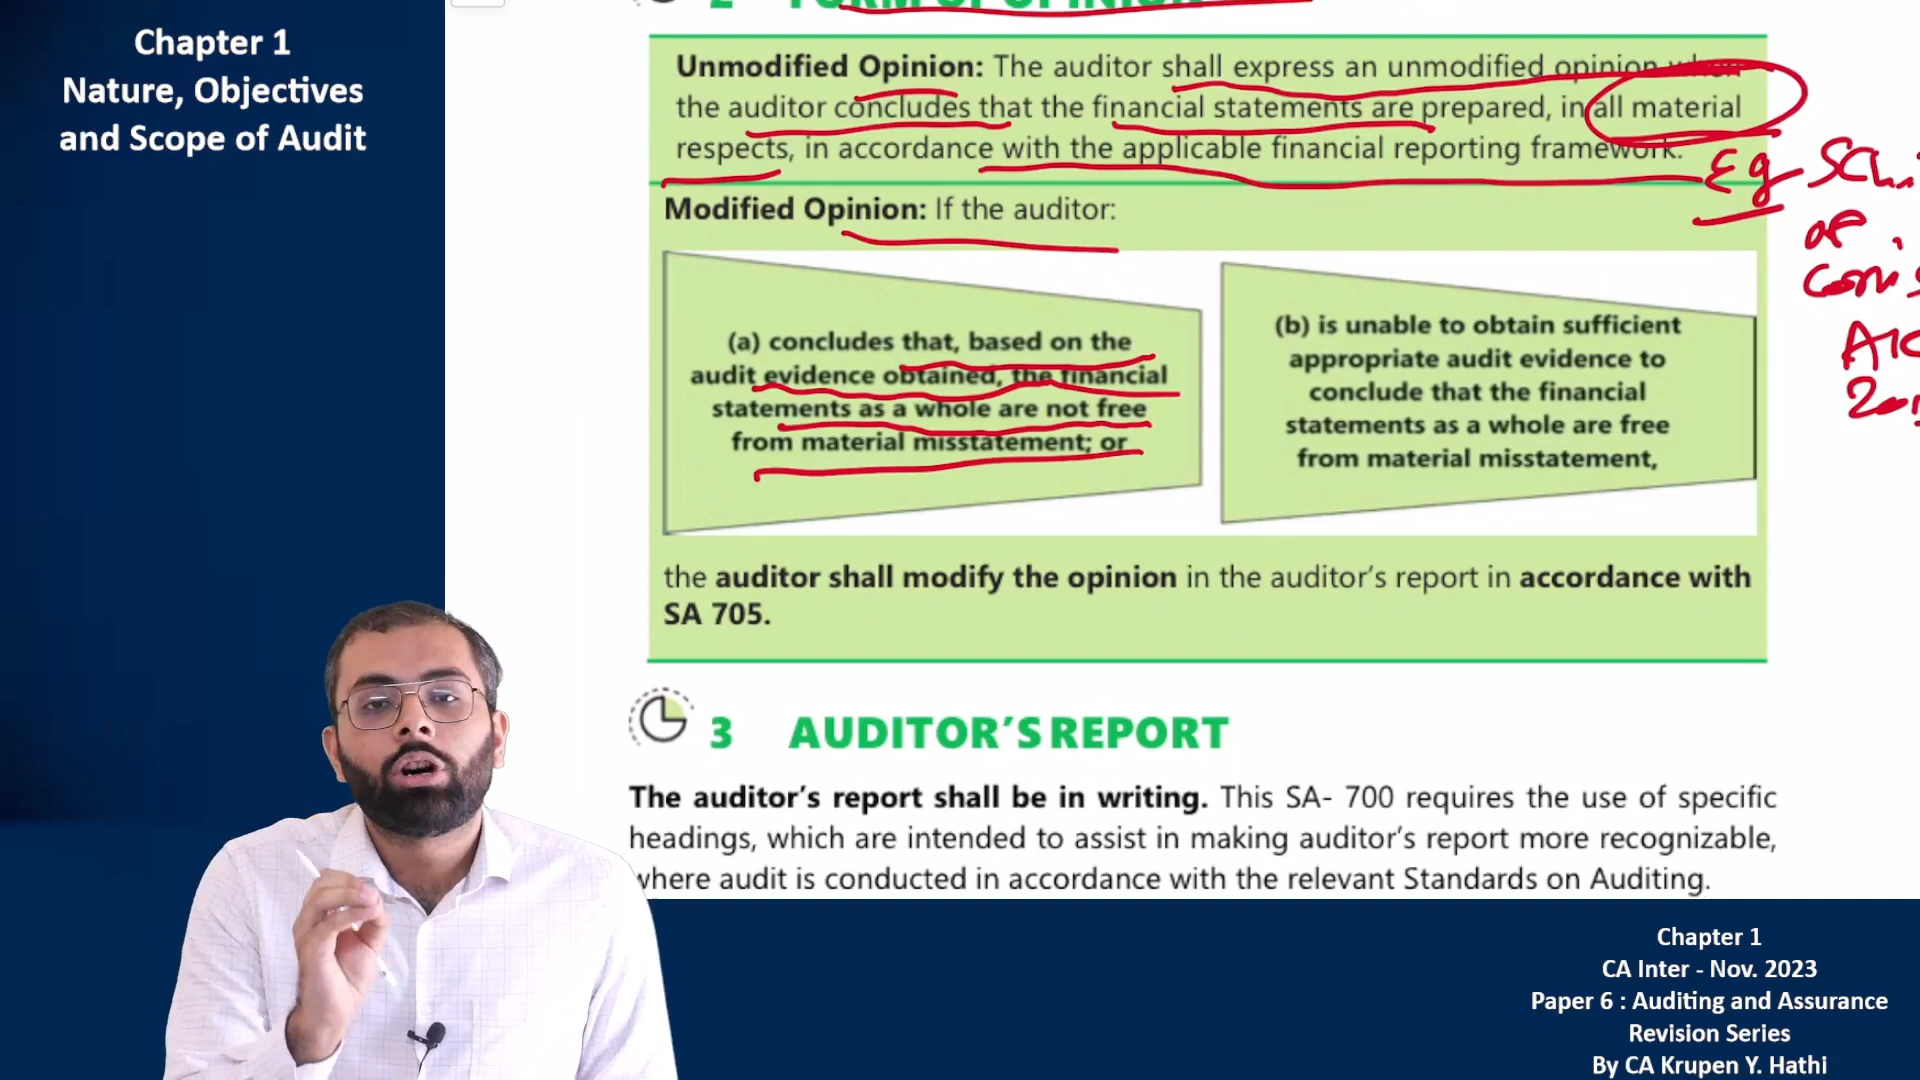 Chapter 1
Nature, Objectives
and Scope of Audit
2 FORM OF OPINION
Unmodified Opinion: The auditor shall express an unmodified opinion when
the auditor concludes that the financial statements are prepared, in all material
respects, in accordance with the applicable financial reporting framework.
Eg
of
Modified Opinion: If the auditor:
(a) concludes that, based on the
audit evidence obtained, the financial
statements as a whole are not free
from material misstatement; or
(b) is unable to obtain sufficient
appropriate audit evidence to
conclude that the financial
statements as a whole are free
from material misstatement,
the auditor shall modify the opinion in the auditor's report in accordance with
SA 705.
3 AUDITOR'S REPORT
The auditor's report shall be in writing. This SA- 700 requires the use of specific
headings, which are intended to assist in making auditor's report more recognizable,
where audit is conducted in accordance with the relevant Standards on Auditing.
Chapter 1
CA Inter - Nov. 2023
Paper 6 : Auditing and Assurance
Revision Series
By CA Krupen Y. Hathi